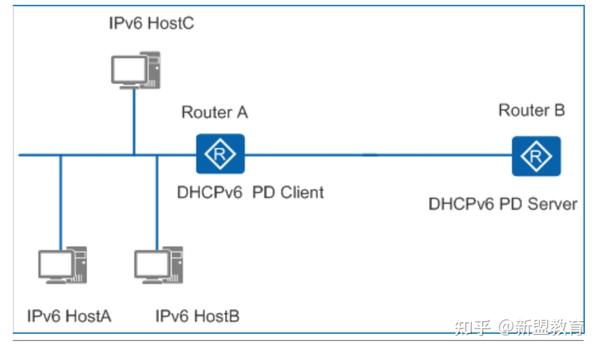 IPv6 HostC
Router A
Router B
R
R
DHCPv6 PD Client
DHCPv6 PD Server
IPv6 HostA
IPv6 HostB
知乎 @新盟教育